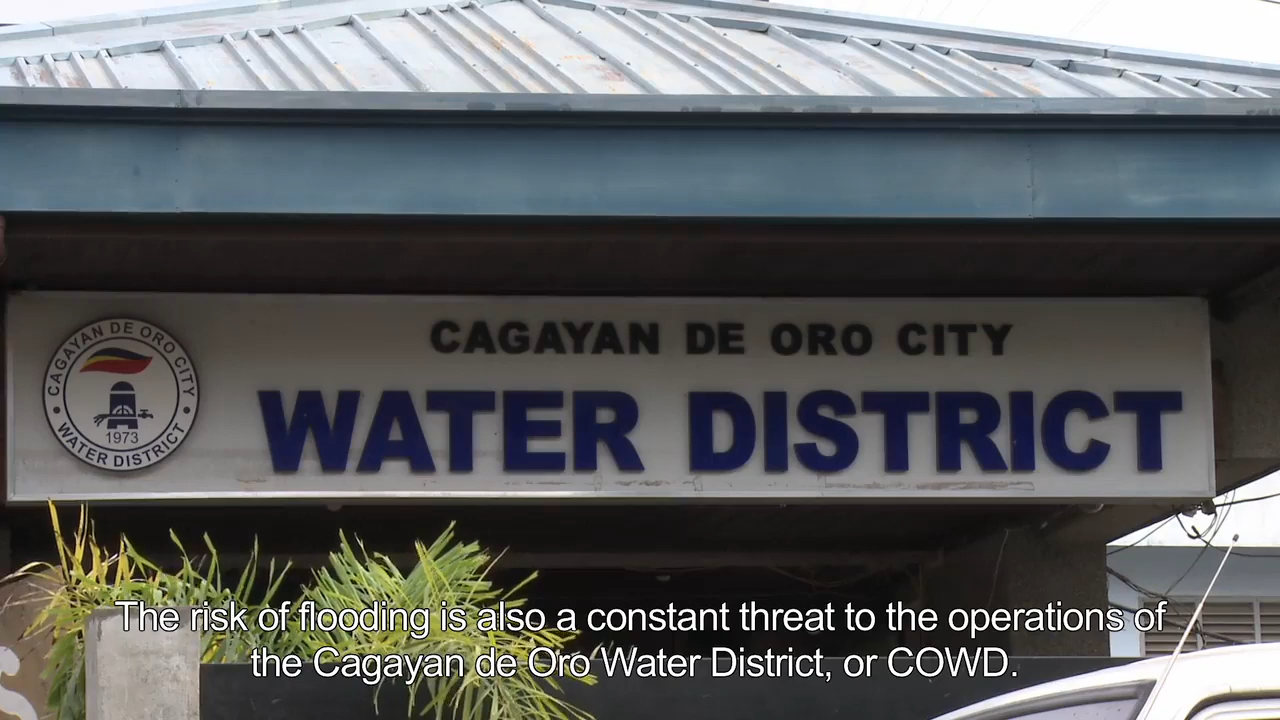 CAGAYAN DE ORO CITY
WATER DISTRICT
CAGAYAN DE ORO CITY
1973
WATER DISTRICT
The risk of flooding is also a constant threat to the operations of
the Cagayan de Oro Water District, or COWD.